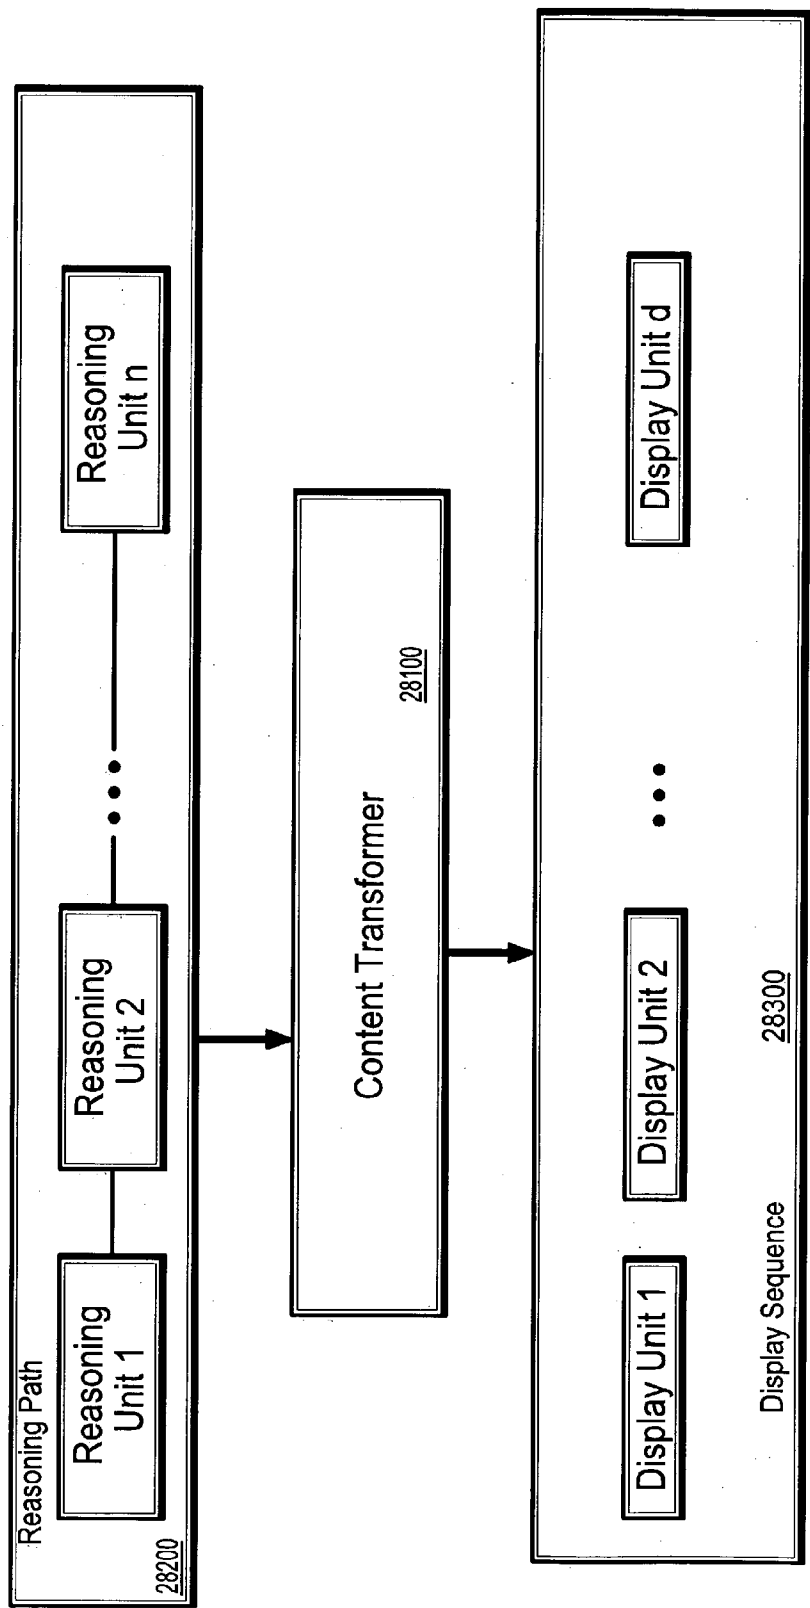 Reasoning Path
Reasoning
Unit 1
Reasoning
Unit 2
Reasoning
Unit n
28200
Content Transformer
28100
Display Unit 1
Display Unit 2
Display Unit d
Display Sequence
28300